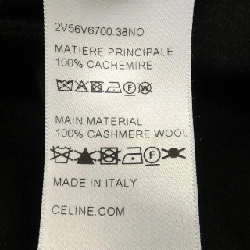 2V56V6700.38NO
MATIERE PRINCIPALE
100% CACHEMIRE
MAIN MATERIAL
100% CASHMERE WOOL
MADE IN ITALY
CELINE.COM